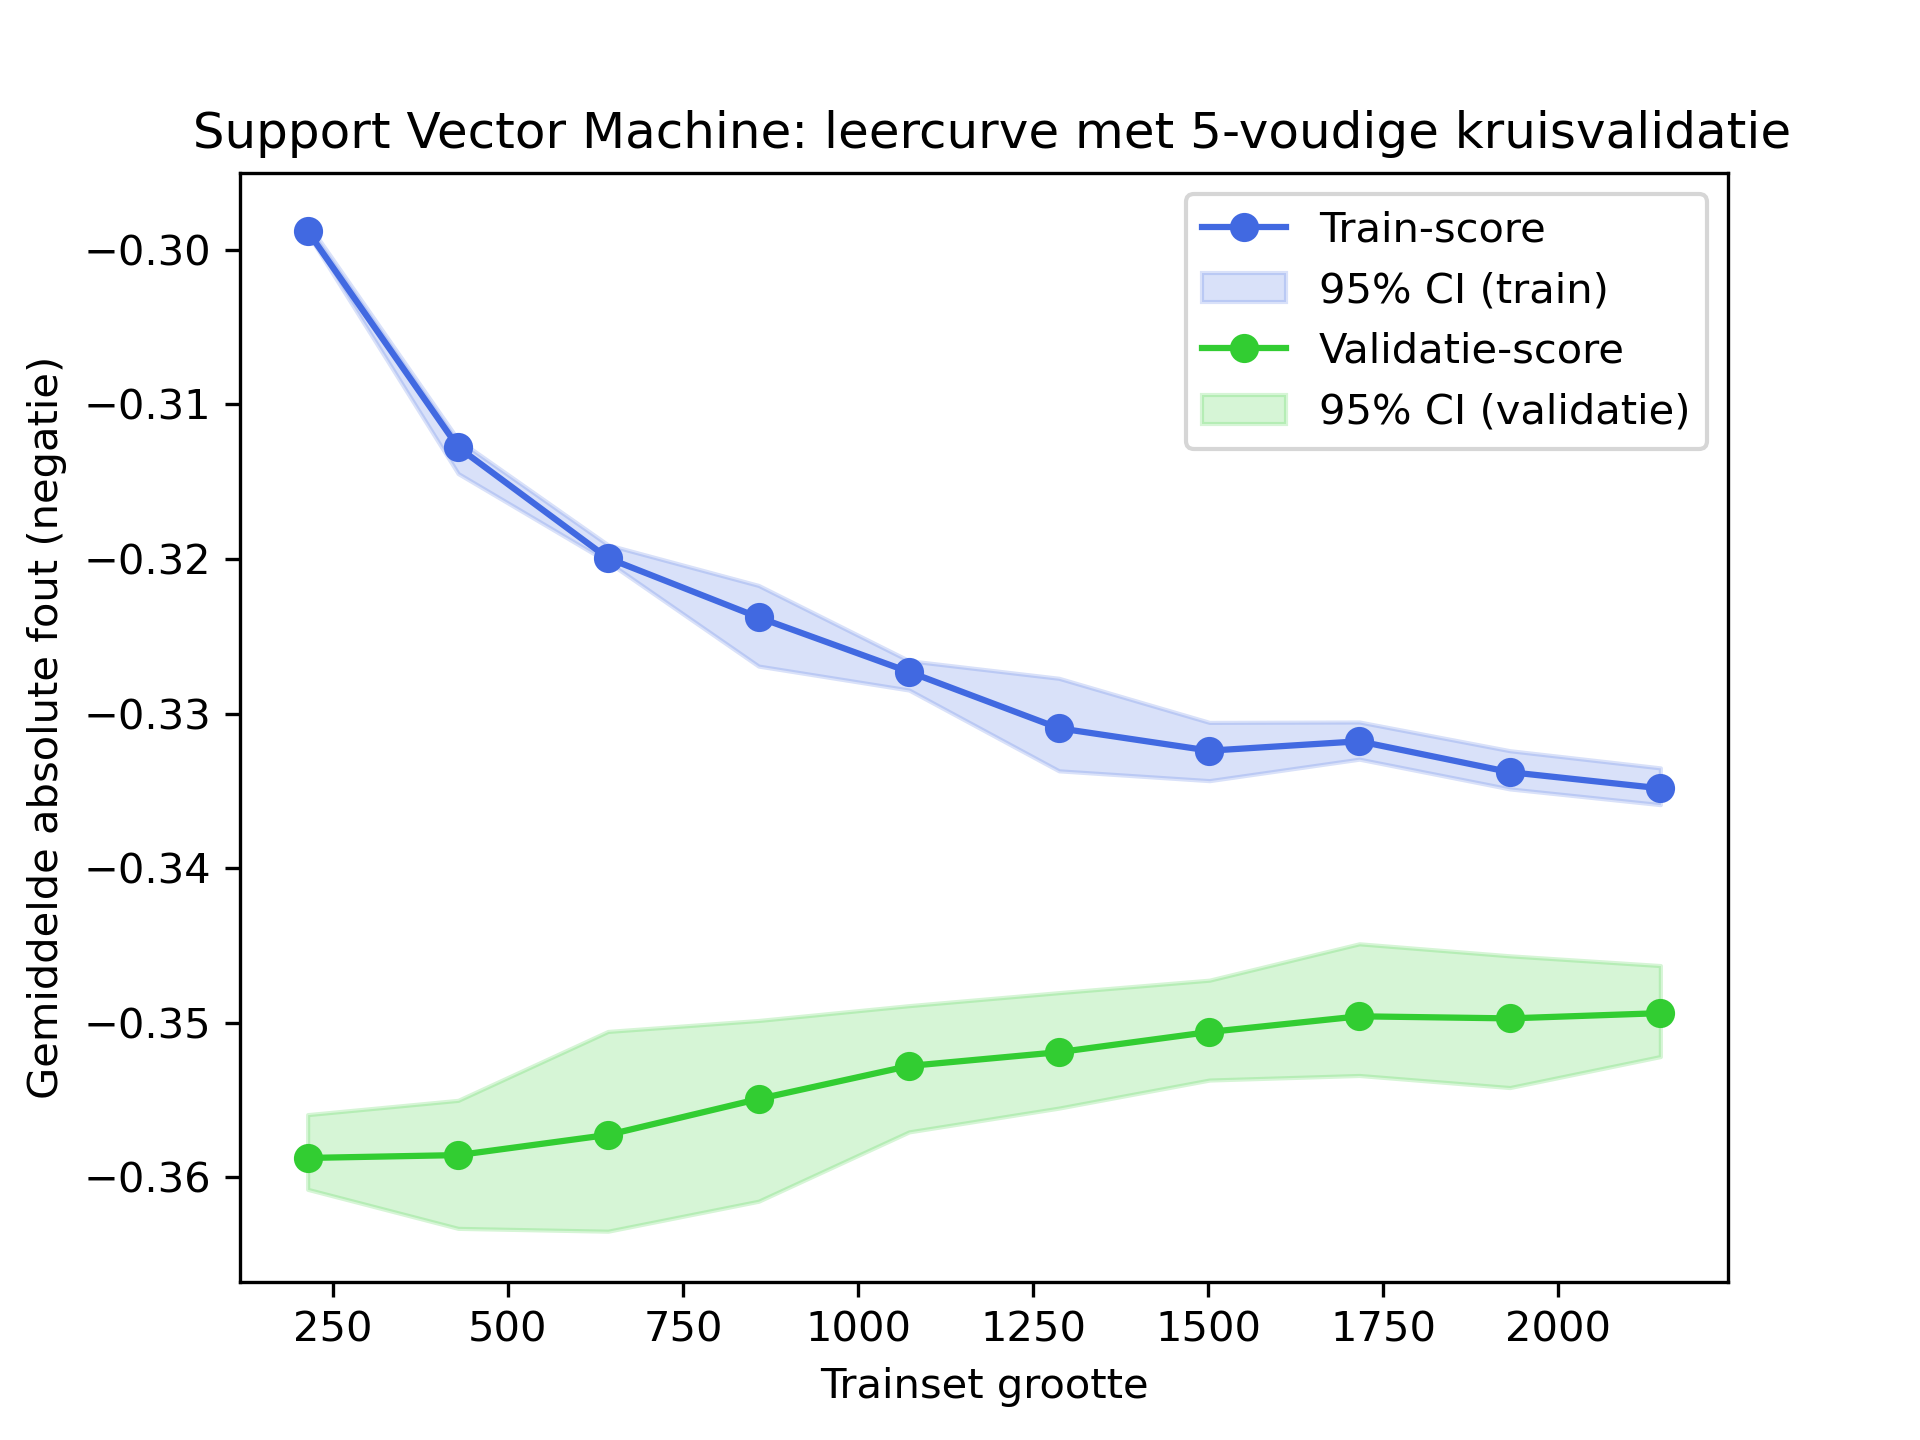 Support Vector Machine: leercurve met 5-voudige kruisvalidatie
Train-score
95% CI (train)
Validatie-score
95% CI (validatie)
Gemiddelde absolute fout (negatie)
−0.30
−0.31
−0.32
−0.33
−0.34
−0.35
−0.36
250 500 750 1000 1250 1500 1750 2000
Trainset grootte